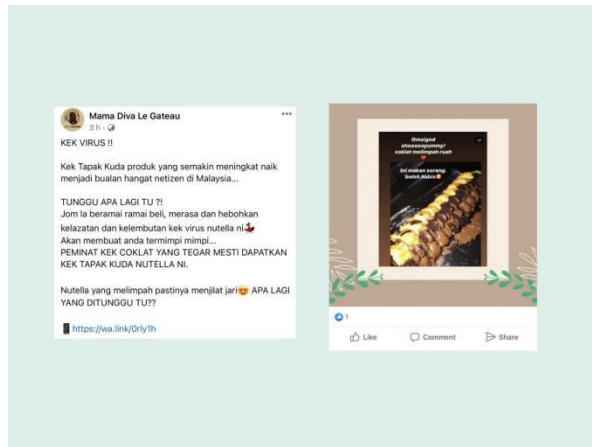 Mama Diva Le Gateau
3 h
KEK VIRUS !!
Kek Tapak Kuda produk yang semakin meningkat naik
menjadi bualan hangat netizen di Malaysia...
TUNGGU APA LAGI TU ?!
Jom la beramai ramai beli, merasa dan hebohkan
kelazatan dan kelembutan kek virus nutella ni💃
Akan membuat anda termimpi mimpi...
PEMINAT KEK COKLAT YANG TEGAR MESTI DAPATKAN
KEK TAPAK KUDA NUTELLA NI.
Nutella yang melimpah pastinya menjilat jari😍 APA LAGI
YANG DITUNGGU TU??
📱https://wa.link/0rly1h
coklat melimpah ruah
Ini makan sorang,
boleh habis
1
Like
Comment
Share